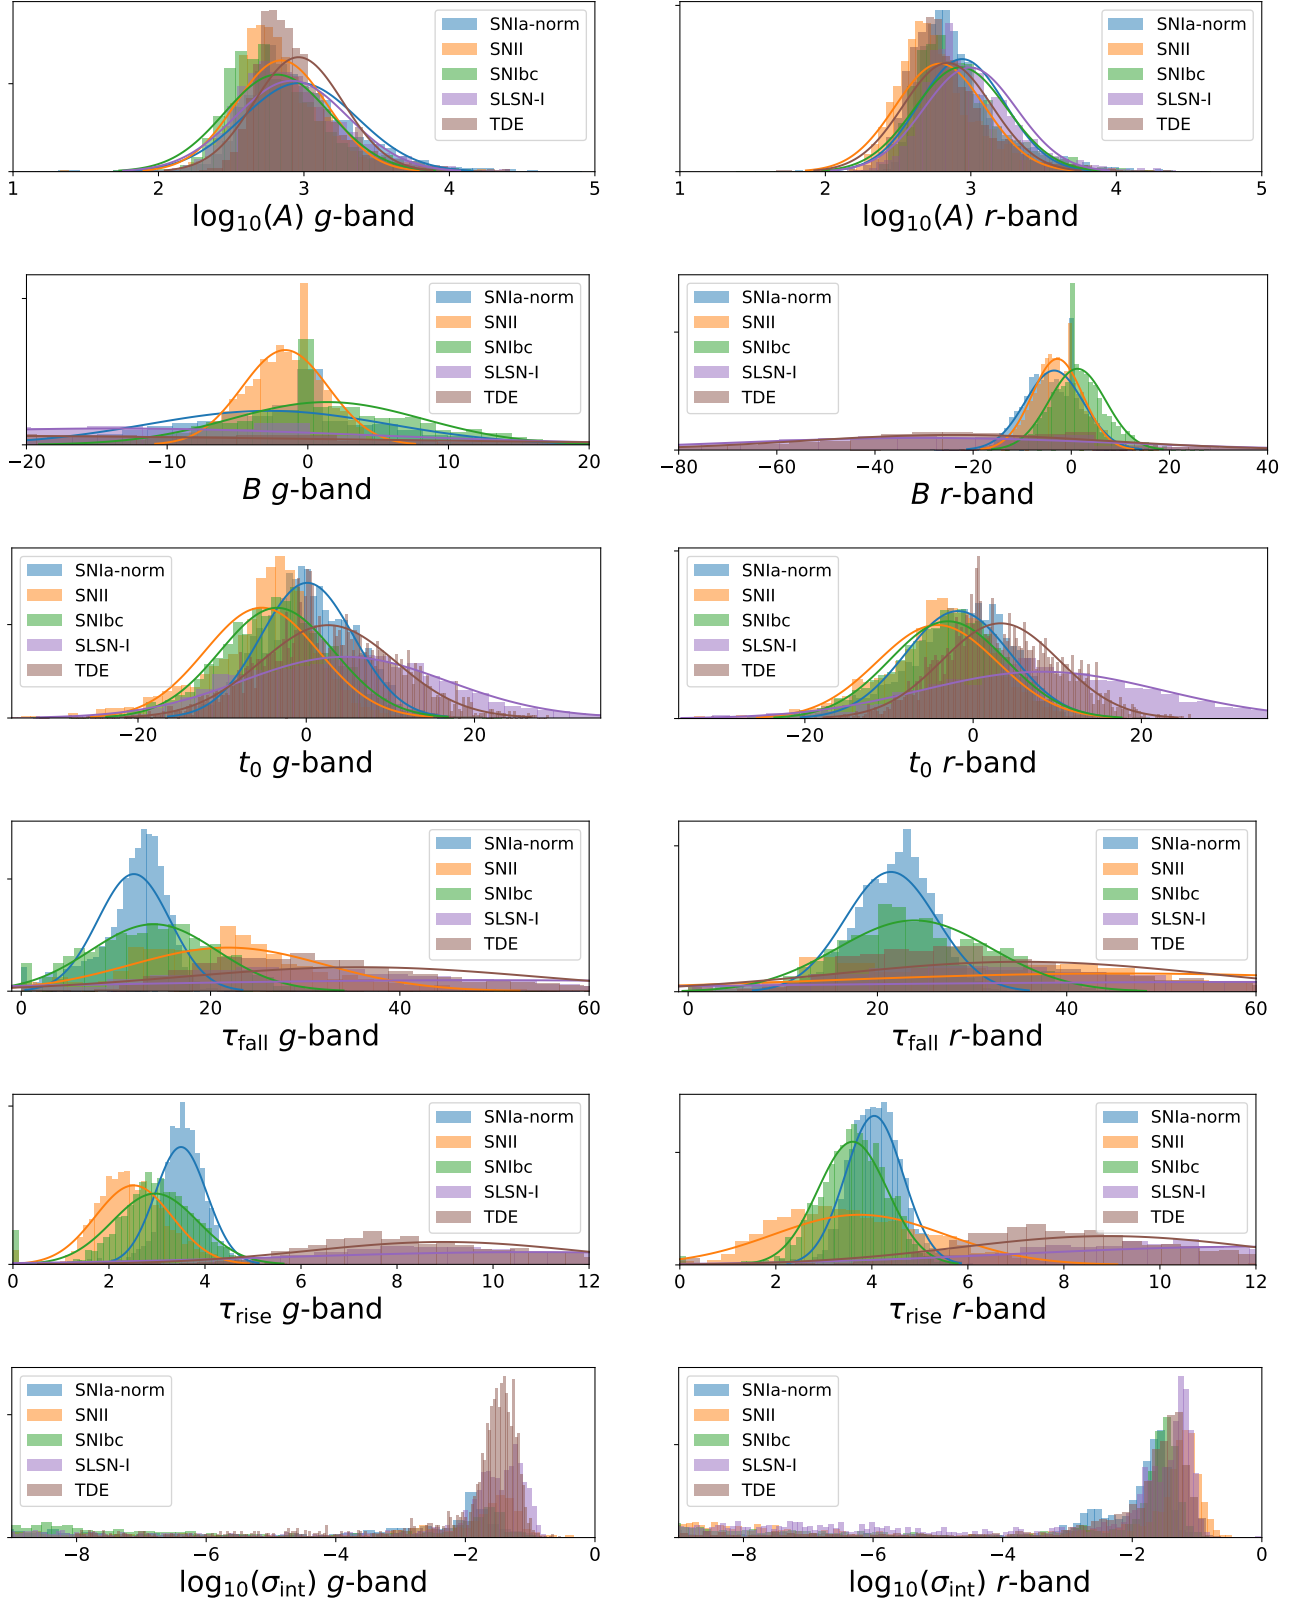 SNIa-norm
SNII
SNIbc
SLSN-I
TDE
1 2 3 4 5
log₁₀(A) g-band
SNIa-norm
SNII
SNIbc
SLSN-I
TDE
1 2 3 4 5
log₁₀(A) r-band
SNIa-norm
SNII
SNIbc
SLSN-I
TDE
−20 −10 0 10 20
B g-band
SNIa-norm
SNII
SNIbc
SLSN-I
TDE
−80 −60 −40 −20 0 20 40
B r-band
SNIa-norm
SNII
SNIbc
SLSN-I
TDE
−20 0 20
t₀ g-band
SNIa-norm
SNII
SNIbc
SLSN-I
TDE
−20 0 20
t₀ r-band
SNIa-norm
SNII
SNIbc
SLSN-I
TDE
0 20 40 60
τ_fall g-band
SNIa-norm
SNII
SNIbc
SLSN-I
TDE
0 20 40 60
τ_fall r-band
SNIa-norm
SNII
SNIbc
SLSN-I
TDE
0 2 4 6 8 10 12
τ_rise g-band
SNIa-norm
SNII
SNIbc
SLSN-I
TDE
0 2 4 6 8 10 12
τ_rise r-band
SNIa-norm
SNII
SNIbc
SLSN-I
TDE
−8 −6 −4 −2 0
log₁₀(σ_int) g-band
SNIa-norm
SNII
SNIbc
SLSN-I
TDE
−8 −6 −4 −2 0
log₁₀(σ_int) r-band